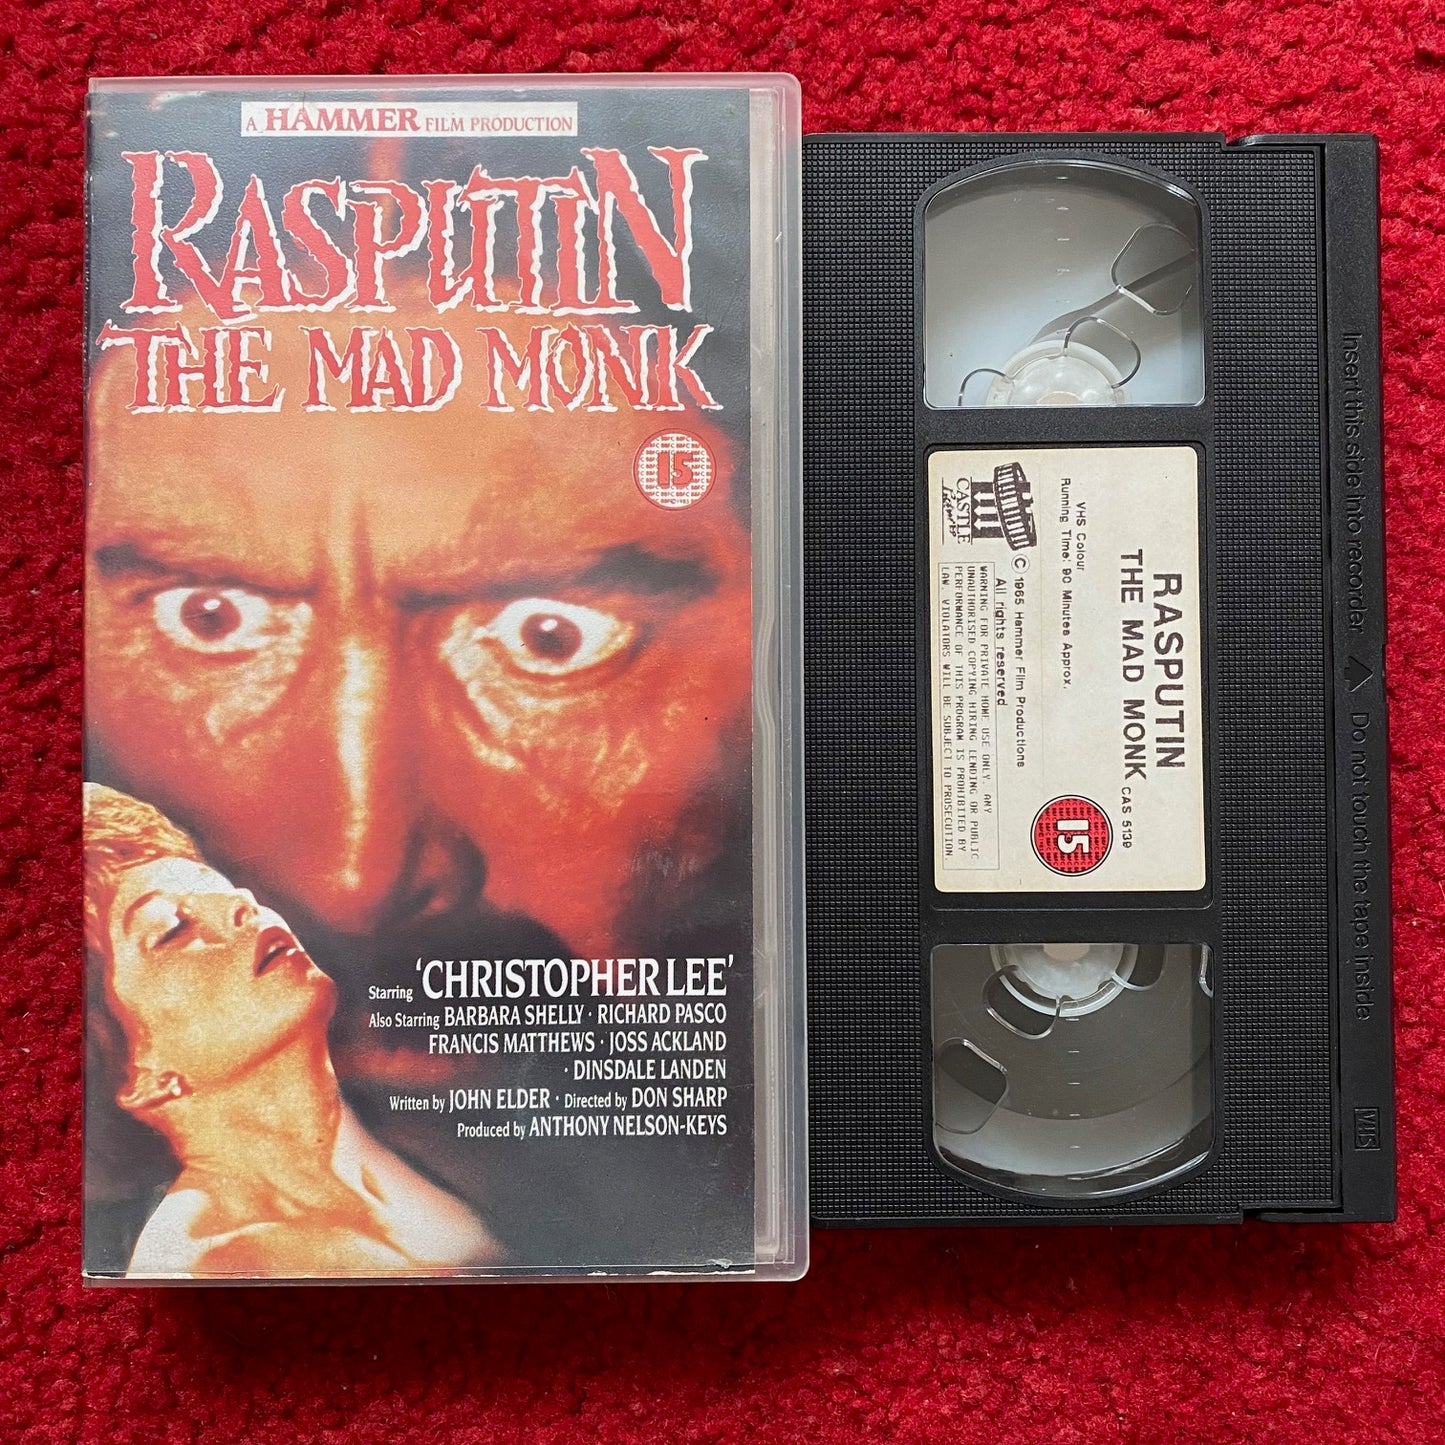 A HAMMER FILM PRODUCTION
RASPUTIN
THE MAD MONK
15
Starring 'CHRISTOPHER LEE'
Also Starring BARBARA SHELLY · RICHARD PASCO
FRANCIS MATTHEWS · JOSS ACKLAND
· DINSDALE LANDEN
Written by JOHN ELDER · Directed by DON SHARP
Produced by ANTHONY NELSON-KEYS
RASPUTIN
THE MAD MONK
CAS 5139
VHS Colour
Running Time: 90 Minutes Approx.
15
CASTLE
© 1965 Hammer Film Productions
All rights reserved
WARNING FOR PRIVATE HOME USE ONLY. ANY
UNAUTHORISED COPYING HIRING LENDING OR PUBLIC
PERFORMANCE OF THIS PROGRAM IS PROHIBITED BY
LAW. VIOLATORS WILL BE SUBJECT TO PROSECUTION.
Insert this side into recorder
Do not touch the tape inside